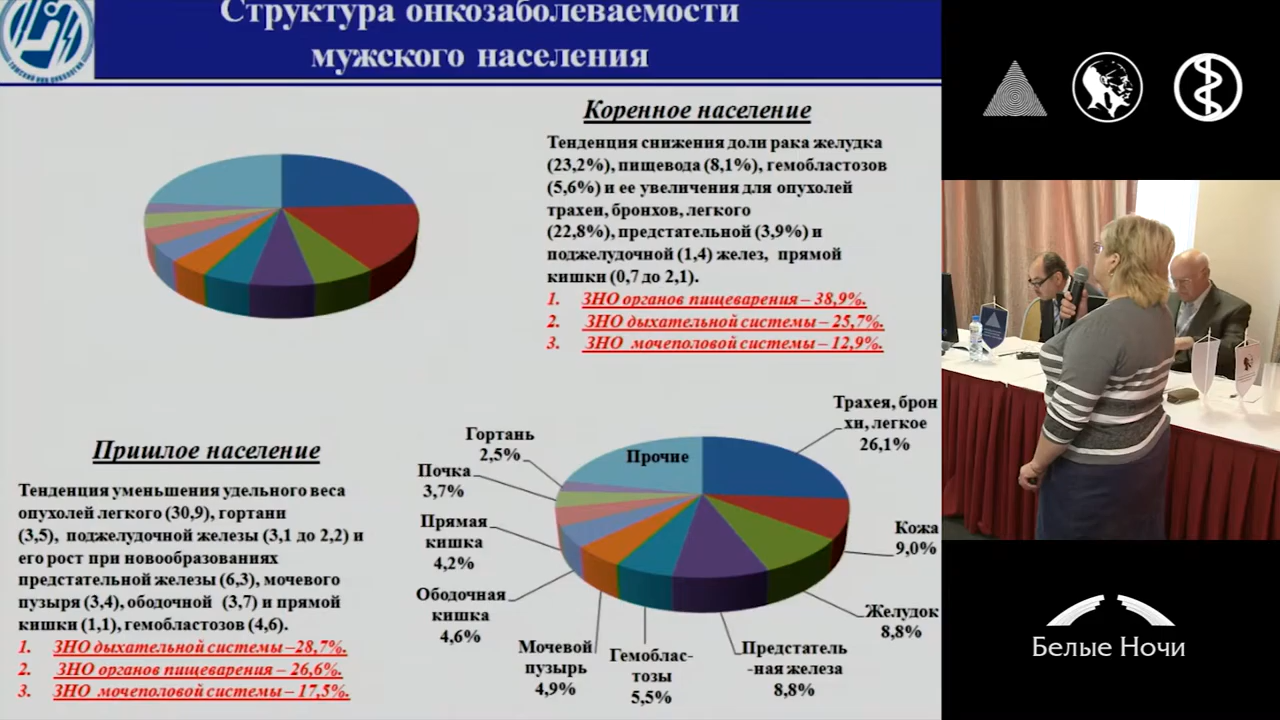 Структура онкозаболеваемости
мужского населения
Коренное население
Тенденция снижения доли рака желудка
(23,2%), пищевода (8,1%), гемобластозов
(5,6%) и ее увеличения для опухолей
трахеи, бронхов, легкого
(22,8%), предстательной (3,9%) и
поджелудочной (1,4) желез, прямой
кишки (0,7 до 2,1).
1. ЗНО органов пищеварения – 38,9%.
2. ЗНО дыхательной системы – 25,7%.
3. ЗНО мочеполовой системы – 12,9%.
Пришлое население
Тенденция уменьшения удельного веса
опухолей легкого (30,9), гортани
(3,5), поджелудочной железы (3,1 до 2,2) и
его рост при новообразованиях
предстательной железы (6,3), мочевого
пузыря (3,4), ободочной (3,7) и прямой
кишки (1,1), гемобластозов (4,6).
1. ЗНО дыхательной системы –28,7%.
2. ЗНО органов пищеварения – 26,6%.
3. ЗНО мочеполовой системы – 17,5%.
Прочие
Трахея, брон
хи, легкое
26,1%
Кожа
9,0%
Желудок
8,8%
Предстатель
-ная железа
8,8%
Гемоблас-
тозы
5,5%
Мочевой
пузырь
4,9%
Ободочная
кишка
4,6%
Прямая
кишка
4,2%
Почка
3,7%
Гортань
2,5%
Белые Ночи